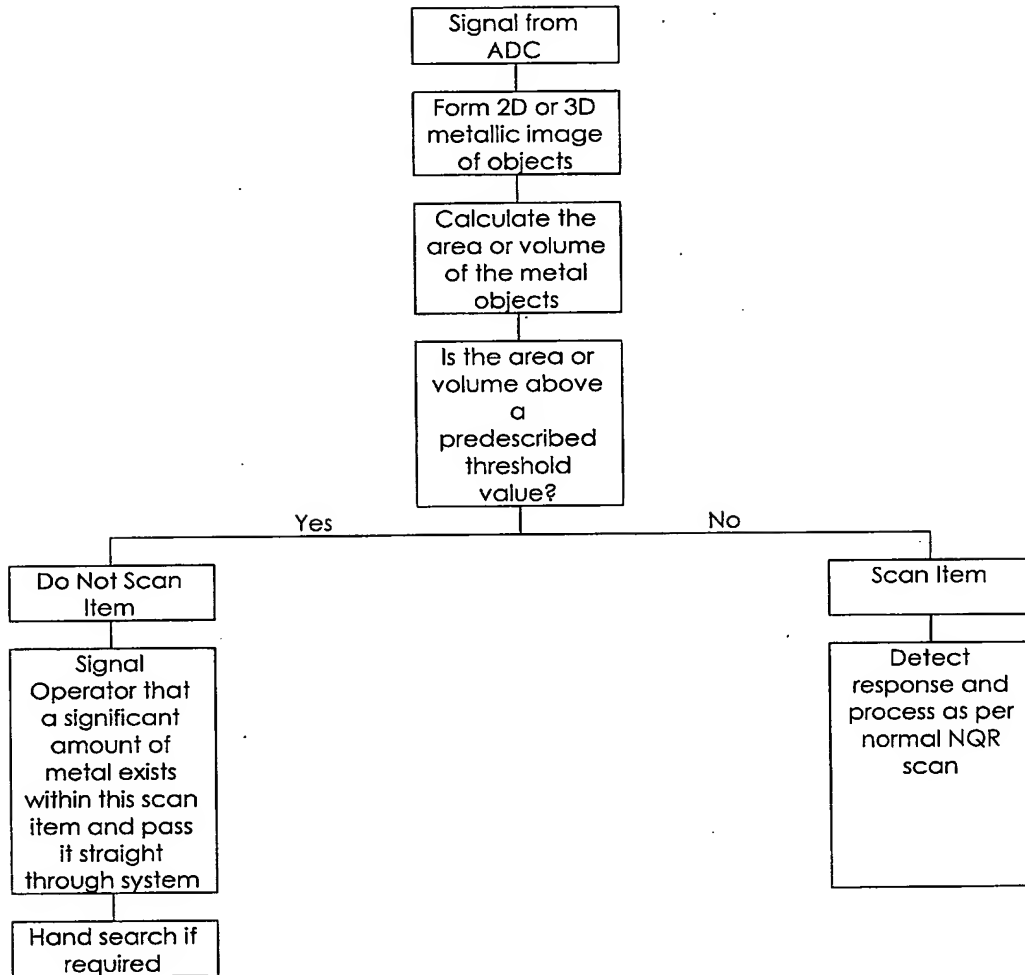 Signal from
ADC
Form 2D or 3D
metallic image
of objects
Calculate the
area or volume
of the metal
objects
Is the area or
volume above
a
predescribed
threshold
value?
Yes
No
Do Not Scan
Item
Signal
Operator that
a significant
amount of
metal exists
within this scan
item and pass
it straight
through system
Hand search if
required
Scan Item
Detect
response and
process as per
normal NQR
scan